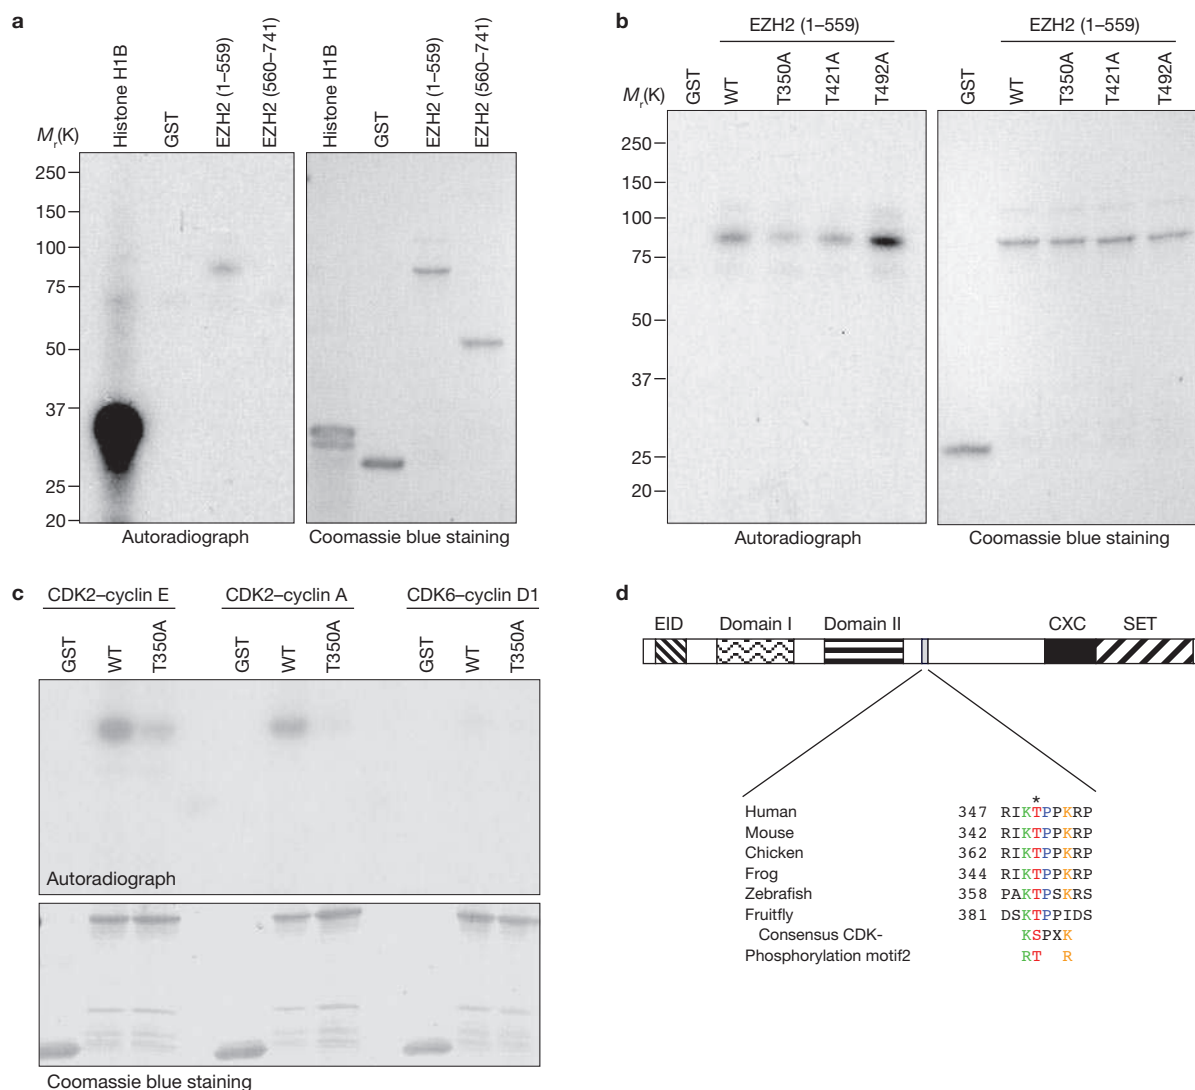 a
M_r(K)
Histone H1B
GST
EZH2 (1–559)
EZH2 (560–741)
Histone H1B
GST
EZH2 (1–559)
EZH2 (560–741)
250
150
100
75
50
37
25
20
Autoradiograph
Coomassie blue staining
b
EZH2 (1–559)
EZH2 (1–559)
M_r(K)
GST
WT
T350A
T421A
T492A
GST
WT
T350A
T421A
T492A
250
150
100
75
50
37
25
20
Autoradiograph
Coomassie blue staining
c
CDK2–cyclin E
CDK2–cyclin A
CDK6–cyclin D1
GST
WT
T350A
GST
WT
T350A
GST
WT
T350A
Autoradiograph
Coomassie blue staining
d
EID
Domain I
Domain II
CXC
SET
*
Human 347 RIKTPPKRP
Mouse 342 RIKTPPKRP
Chicken 362 RIKTPPKRP
Frog 344 RIKTPPKRP
Zebrafish 358 PAKTPSKRS
Fruitfly 381 DSKTPPIDS
Consensus CDK- KSPXK
Phosphorylation motif2 RT R